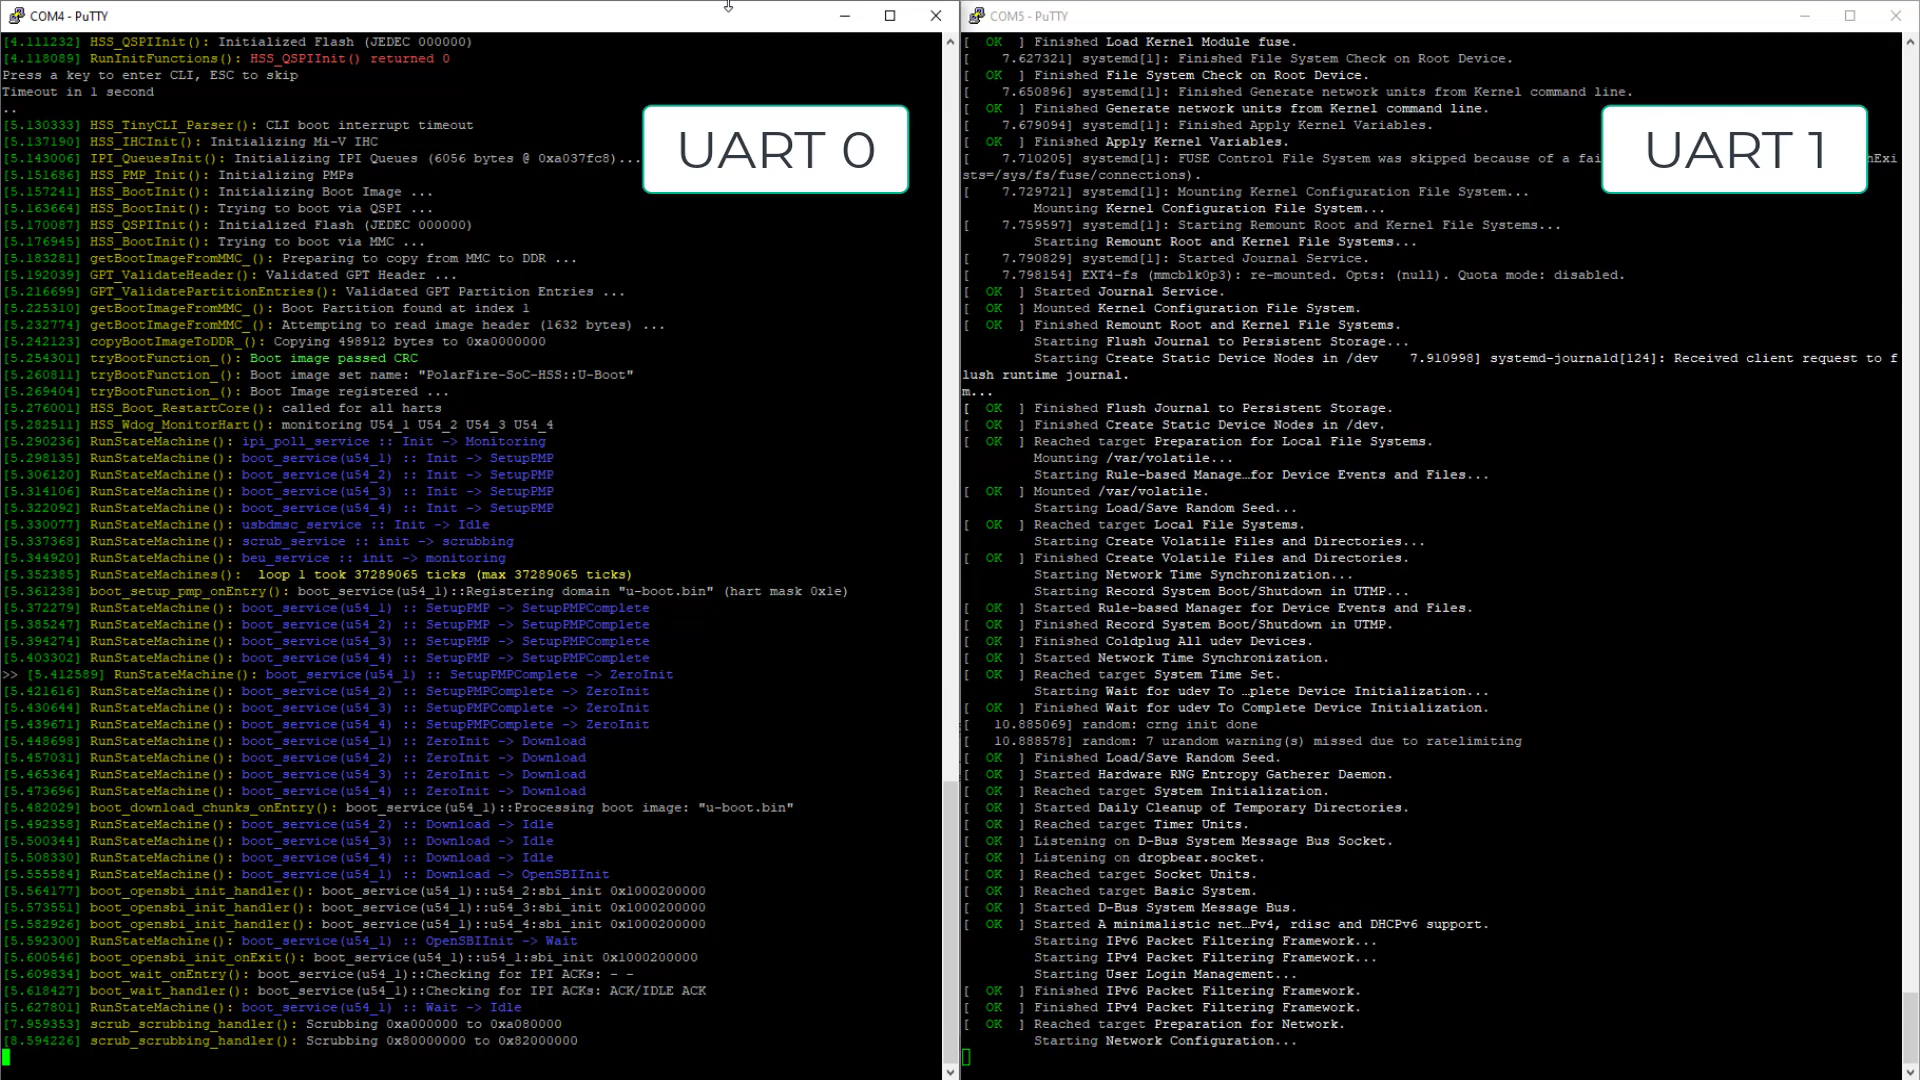 COM4 - PuTTY
[4.111232] HSS_QSPIInit(): Initialized Flash (JEDEC 000000)
[4.118089] RunInitFunctions(): HSS_QSPIInit() returned 0
Press a key to enter CLI, ESC to skip
Timeout in 1 second
..
[5.130333] HSS_TinyCLI_Parser(): CLI boot interrupt timeout
[5.137190] HSS_IHCInit(): Initializing Mi-V IHC
[5.143006] IPI_QueuesInit(): Initializing IPI Queues (6056 bytes @ 0xa037fc8)...
[5.151686] HSS_PMP_Init(): Initializing PMPs
[5.157241] HSS_BootInit(): Initializing Boot Image ...
[5.163664] HSS_BootInit(): Trying to boot via QSPI ...
[5.170087] HSS_QSPIInit(): Initialized Flash (JEDEC 000000)
[5.176945] HSS_BootInit(): Trying to boot via MMC ...
[5.183281] getBootImageFromMMC_(): Preparing to copy from MMC to DDR ...
[5.192039] GPT_ValidateHeader(): Validated GPT Header ...
[5.216699] GPT_ValidatePartitionEntries(): Validated GPT Partition Entries ...
[5.225310] getBootImageFromMMC_(): Boot Partition found at index 1
[5.232774] getBootImageFromMMC_(): Attempting to read image header (1632 bytes) ...
[5.242123] copyBootImageToDDR_(): Copying 498912 bytes to 0xa0000000
[5.254301] tryBootFunction_(): Boot image passed CRC
[5.260811] tryBootFunction_(): Boot image set name: "PolarFire-SoC-HSS::U-Boot"
[5.269404] tryBootFunction_(): Boot Image registered ...
[5.276001] HSS_Boot_RestartCore(): called for all harts
[5.282511] HSS_Wdog_MonitorHart(): monitoring U54_1 U54_2 U54_3 U54_4
[5.290236] RunStateMachine(): ipi_poll_service :: Init -> Monitoring
[5.298135] RunStateMachine(): boot_service(u54_1) :: Init -> SetupPMP
[5.306120] RunStateMachine(): boot_service(u54_2) :: Init -> SetupPMP
[5.314106] RunStateMachine(): boot_service(u54_3) :: Init -> SetupPMP
[5.322092] RunStateMachine(): boot_service(u54_4) :: Init -> SetupPMP
[5.330077] RunStateMachine(): usbdmsc_service :: Init -> Idle
[5.337368] RunStateMachine(): scrub_service :: init -> scrubbing
[5.344920] RunStateMachine(): beu_service :: init -> monitoring
[5.352385] RunStateMachines():  loop 1 took 37289065 ticks (max 37289065 ticks)
[5.361238] boot_setup_pmp_onEntry(): boot_service(u54_1)::Registering domain "u-boot.bin" (hart mask 0x1e)
[5.372279] RunStateMachine(): boot_service(u54_1) :: SetupPMP -> SetupPMPComplete
[5.385247] RunStateMachine(): boot_service(u54_2) :: SetupPMP -> SetupPMPComplete
[5.394274] RunStateMachine(): boot_service(u54_3) :: SetupPMP -> SetupPMPComplete
[5.403302] RunStateMachine(): boot_service(u54_4) :: SetupPMP -> SetupPMPComplete
>> [5.412589] RunStateMachine(): boot_service(u54_1) :: SetupPMPComplete -> ZeroInit
[5.421616] RunStateMachine(): boot_service(u54_2) :: SetupPMPComplete -> ZeroInit
[5.430644] RunStateMachine(): boot_service(u54_3) :: SetupPMPComplete -> ZeroInit
[5.439671] RunStateMachine(): boot_service(u54_4) :: SetupPMPComplete -> ZeroInit
[5.448698] RunStateMachine(): boot_service(u54_1) :: ZeroInit -> Download
[5.457031] RunStateMachine(): boot_service(u54_2) :: ZeroInit -> Download
[5.465364] RunStateMachine(): boot_service(u54_3) :: ZeroInit -> Download
[5.473696] RunStateMachine(): boot_service(u54_4) :: ZeroInit -> Download
[5.482029] boot_download_chunks_onEntry(): boot_service(u54_1)::Processing boot image: "u-boot.bin"
[5.492358] RunStateMachine(): boot_service(u54_2) :: Download -> Idle
[5.500344] RunStateMachine(): boot_service(u54_3) :: Download -> Idle
[5.508330] RunStateMachine(): boot_service(u54_4) :: Download -> Idle
[5.555584] RunStateMachine(): boot_service(u54_1) :: Download -> OpenSBIInit
[5.564177] boot_opensbi_init_handler(): boot_service(u54_1)::u54_2:sbi_init 0x1000200000
[5.573551] boot_opensbi_init_handler(): boot_service(u54_1)::u54_3:sbi_init 0x1000200000
[5.582926] boot_opensbi_init_handler(): boot_service(u54_1)::u54_4:sbi_init 0x1000200000
[5.592300] RunStateMachine(): boot_service(u54_1) :: OpenSBIInit -> Wait
[5.600546] boot_opensbi_init_onExit(): boot_service(u54_1)::u54_1:sbi_init 0x1000200000
[5.609834] boot_wait_onEntry(): boot_service(u54_1)::Checking for IPI ACKs: - -
[5.618427] boot_wait_handler(): boot_service(u54_1)::Checking for IPI ACKs: ACK/IDLE ACK
[5.627801] RunStateMachine(): boot_service(u54_1) :: Wait -> Idle
[7.959353] scrub_scrubbing_handler(): Scrubbing 0xa000000 to 0xa080000
[8.594226] scrub_scrubbing_handler(): Scrubbing 0x80000000 to 0x82000000
UART 0
COM5 - PuTTY
[  OK  ] Finished Load Kernel Module fuse.
[    7.627321] systemd[1]: Finished File System Check on Root Device.
[  OK  ] Finished File System Check on Root Device.
[    7.650896] systemd[1]: Finished Generate network units from Kernel command line.
[  OK  ] Finished Generate network units from Kernel command line.
[    7.679094] systemd[1]: Finished Apply Kernel Variables.
[  OK  ] Finished Apply Kernel Variables.
[    7.710205] systemd[1]: FUSE Control File System was skipped because of a fai hExi
sts=/sys/fs/fuse/connections).
[    7.729721] systemd[1]: Mounting Kernel Configuration File System...
Mounting Kernel Configuration File System...
[    7.759597] systemd[1]: Starting Remount Root and Kernel File Systems...
Starting Remount Root and Kernel File Systems...
[    7.790829] systemd[1]: Started Journal Service.
[    7.798154] EXT4-fs (mmcblk0p3): re-mounted. Opts: (null). Quota mode: disabled.
[  OK  ] Started Journal Service.
[  OK  ] Mounted Kernel Configuration File System.
[  OK  ] Finished Remount Root and Kernel File Systems.
Starting Flush Journal to Persistent Storage...
Starting Create Static Device Nodes in /dev    7.910998] systemd-journald[124]: Received client request to f
lush runtime journal.
m...
[  OK  ] Finished Flush Journal to Persistent Storage.
[  OK  ] Finished Create Static Device Nodes in /dev.
[  OK  ] Reached target Preparation for Local File Systems.
Mounting /var/volatile...
Starting Rule-based Manage…for Device Events and Files...
[  OK  ] Mounted /var/volatile.
Starting Load/Save Random Seed...
[  OK  ] Reached target Local File Systems.
Starting Create Volatile Files and Directories...
[  OK  ] Finished Create Volatile Files and Directories.
Starting Network Time Synchronization...
Starting Record System Boot/Shutdown in UTMP...
[  OK  ] Started Rule-based Manager for Device Events and Files.
[  OK  ] Finished Record System Boot/Shutdown in UTMP.
[  OK  ] Finished Coldplug All udev Devices.
[  OK  ] Started Network Time Synchronization.
[  OK  ] Reached target System Time Set.
Starting Wait for udev To …plete Device Initialization...
[  OK  ] Finished Wait for udev To Complete Device Initialization.
[   10.885069] random: crng init done
[   10.888578] random: 7 urandom warning(s) missed due to ratelimiting
[  OK  ] Finished Load/Save Random Seed.
[  OK  ] Started Hardware RNG Entropy Gatherer Daemon.
[  OK  ] Reached target System Initialization.
[  OK  ] Started Daily Cleanup of Temporary Directories.
[  OK  ] Reached target Timer Units.
[  OK  ] Listening on D-Bus System Message Bus Socket.
[  OK  ] Listening on dropbear.socket.
[  OK  ] Reached target Socket Units.
[  OK  ] Reached target Basic System.
[  OK  ] Started D-Bus System Message Bus.
[  OK  ] Started A minimalistic net…Pv4, rdisc and DHCPv6 support.
Starting IPv6 Packet Filtering Framework...
Starting IPv4 Packet Filtering Framework...
Starting User Login Management...
[  OK  ] Finished IPv6 Packet Filtering Framework.
[  OK  ] Finished IPv4 Packet Filtering Framework.
[  OK  ] Reached target Preparation for Network.
Starting Network Configuration...
UART 1